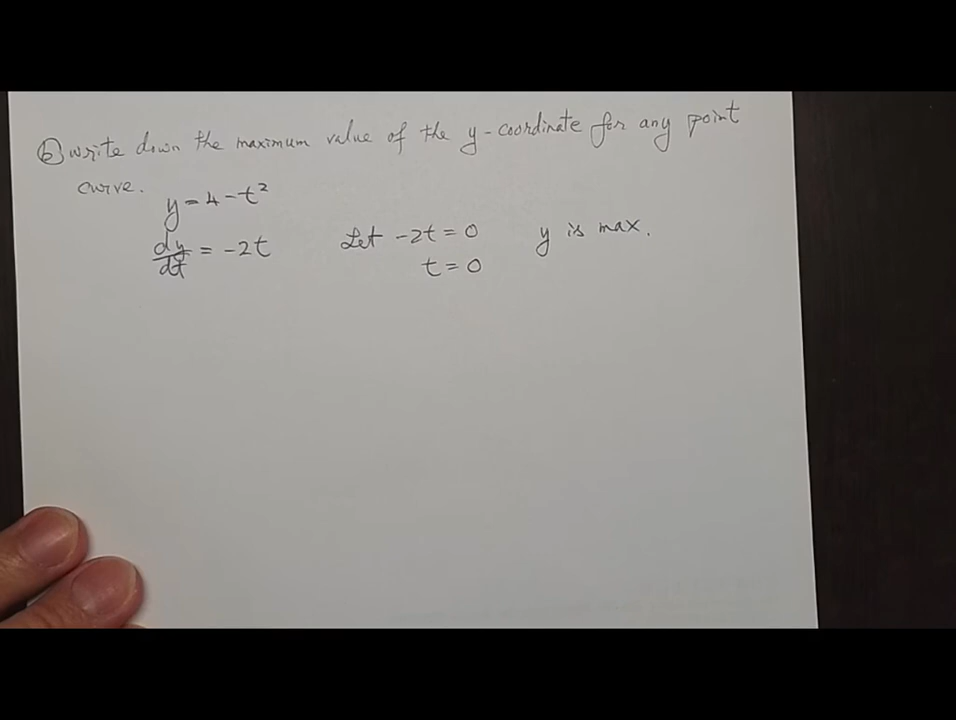 ⓑ write down the maximum value of the y-coordinate for any point
curve.
y = 4 - t²
dy/dt = -2t Let -2t = 0 y is max.
t = 0